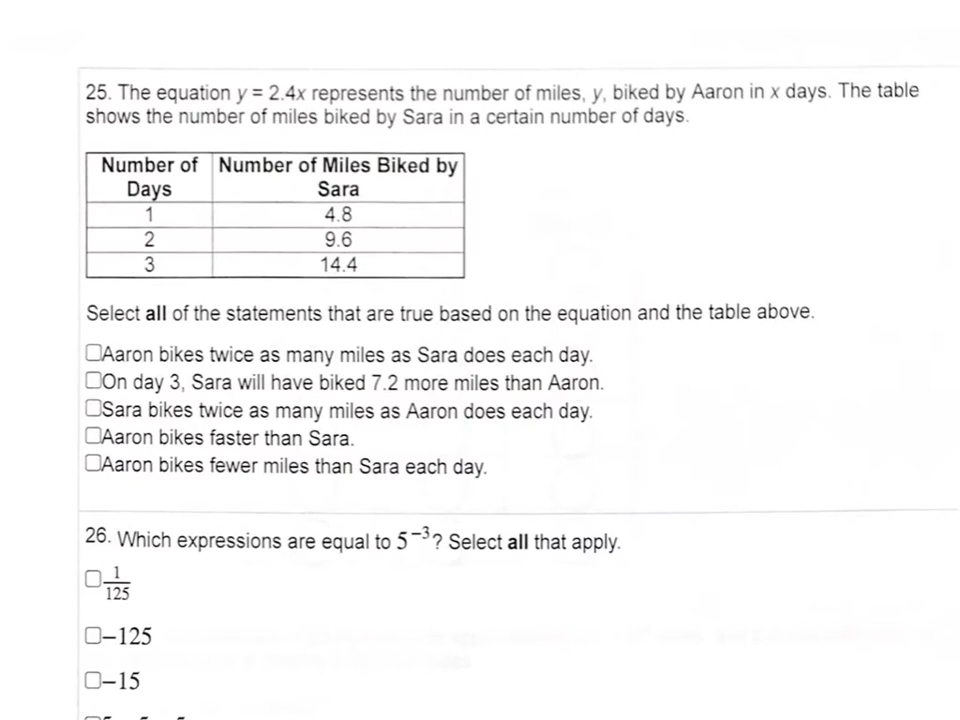 25. The equation y = 2.4x represents the number of miles, y, biked by Aaron in x days. The table
shows the number of miles biked by Sara in a certain number of days.
Number of Days | Number of Miles Biked by Sara
1 | 4.8
2 | 9.6
3 | 14.4
Select all of the statements that are true based on the equation and the table above.
☐Aaron bikes twice as many miles as Sara does each day.
☐On day 3, Sara will have biked 7.2 more miles than Aaron.
☐Sara bikes twice as many miles as Aaron does each day.
☐Aaron bikes faster than Sara.
☐Aaron bikes fewer miles than Sara each day.
26. Which expressions are equal to 5⁻³? Select all that apply.
☐1/125
☐−125
☐−15